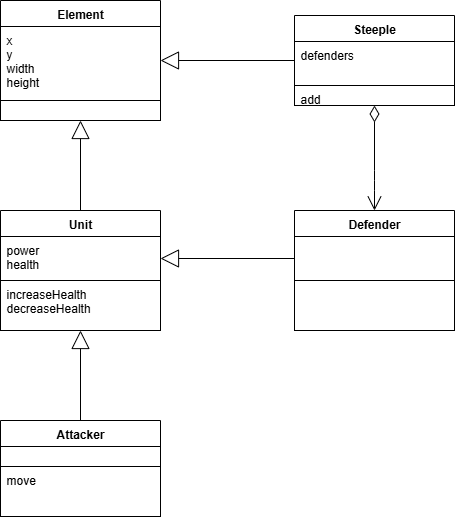 Element
x
y
width
height
Steeple
defenders
add
Unit
power
health
increaseHealth
decreaseHealth
Defender
Attacker
move